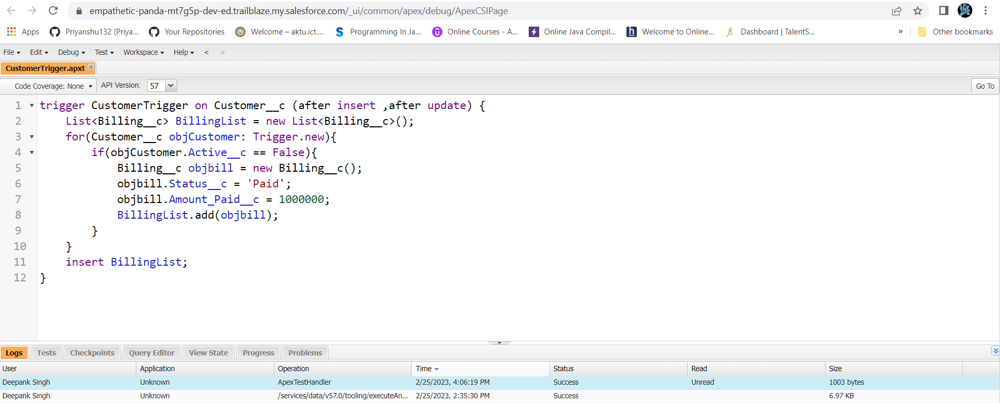 empathetic-panda-mt7g5p-dev-ed.trailblaze.my.salesforce.com/_ui/common/apex/debug/ApexCSIPage
Apps Priyanshu132 (Priya... Your Repositories Welcome – aktu.ict.... Programming In Ja... Online Courses - A... Online Java Compil... Welcome to Online... Dashboard | TalentS... » Other bookmarks
File Edit Debug Test Workspace Help < >
CustomerTrigger.apxt
Code Coverage: None API Version: 57 Go To
1 trigger CustomerTrigger on Customer__c (after insert ,after update) {
2 List<Billing__c> BillingList = new List<Billing__c>();
3 for(Customer__c objCustomer: Trigger.new){
4 if(objCustomer.Active__c == False){
5 Billing__c objbill = new Billing__c();
6 objbill.Status__c = 'Paid';
7 objbill.Amount_Paid__c = 1000000;
8 BillingList.add(objbill);
9 }
10 }
11 insert BillingList;
12 }
Logs Tests Checkpoints Query Editor View State Progress Problems
User Application Operation Time Status Read Size
Deepank Singh Unknown ApexTestHandler 2/25/2023, 4:06:19 PM Success Unread 1003 bytes
Deepank Singh Unknown /services/data/v57.0/tooling/executeAn... 2/25/2023, 2:35:30 PM Success 6.97 KB